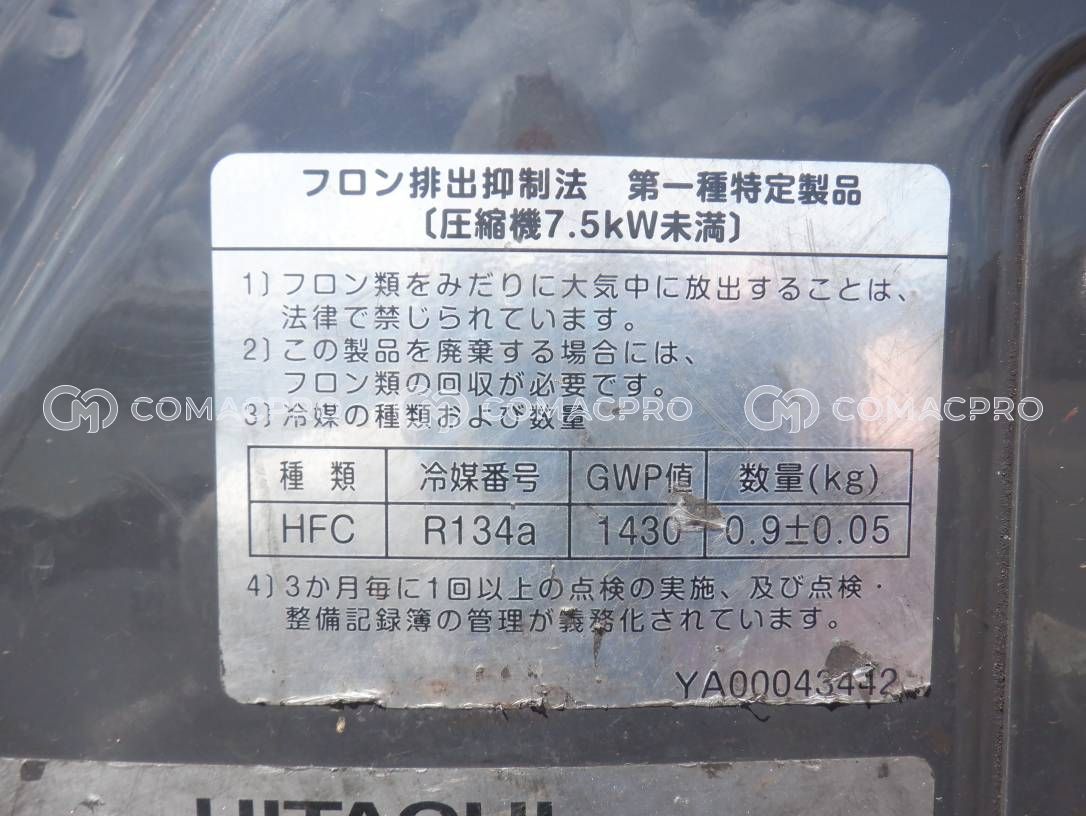 フロン排出抑制法　第一種特定製品
〔圧縮機7.5kW未満〕
1）フロン類をみだりに大気中に放出することは、
法律で禁じられています。
2）この製品を廃棄する場合には、
フロン類の回収が必要です。
COMACPRO COMACPRO COMACPRO
3）冷媒の種類および数量
種 類 冷媒番号 GWP値 数量(kg)
HFC R134a 1430 0.9±0.05
4）3か月毎に1回以上の点検の実施、及び点検・
整備記録簿の管理が義務化されています。
YA00043442
HITACHI